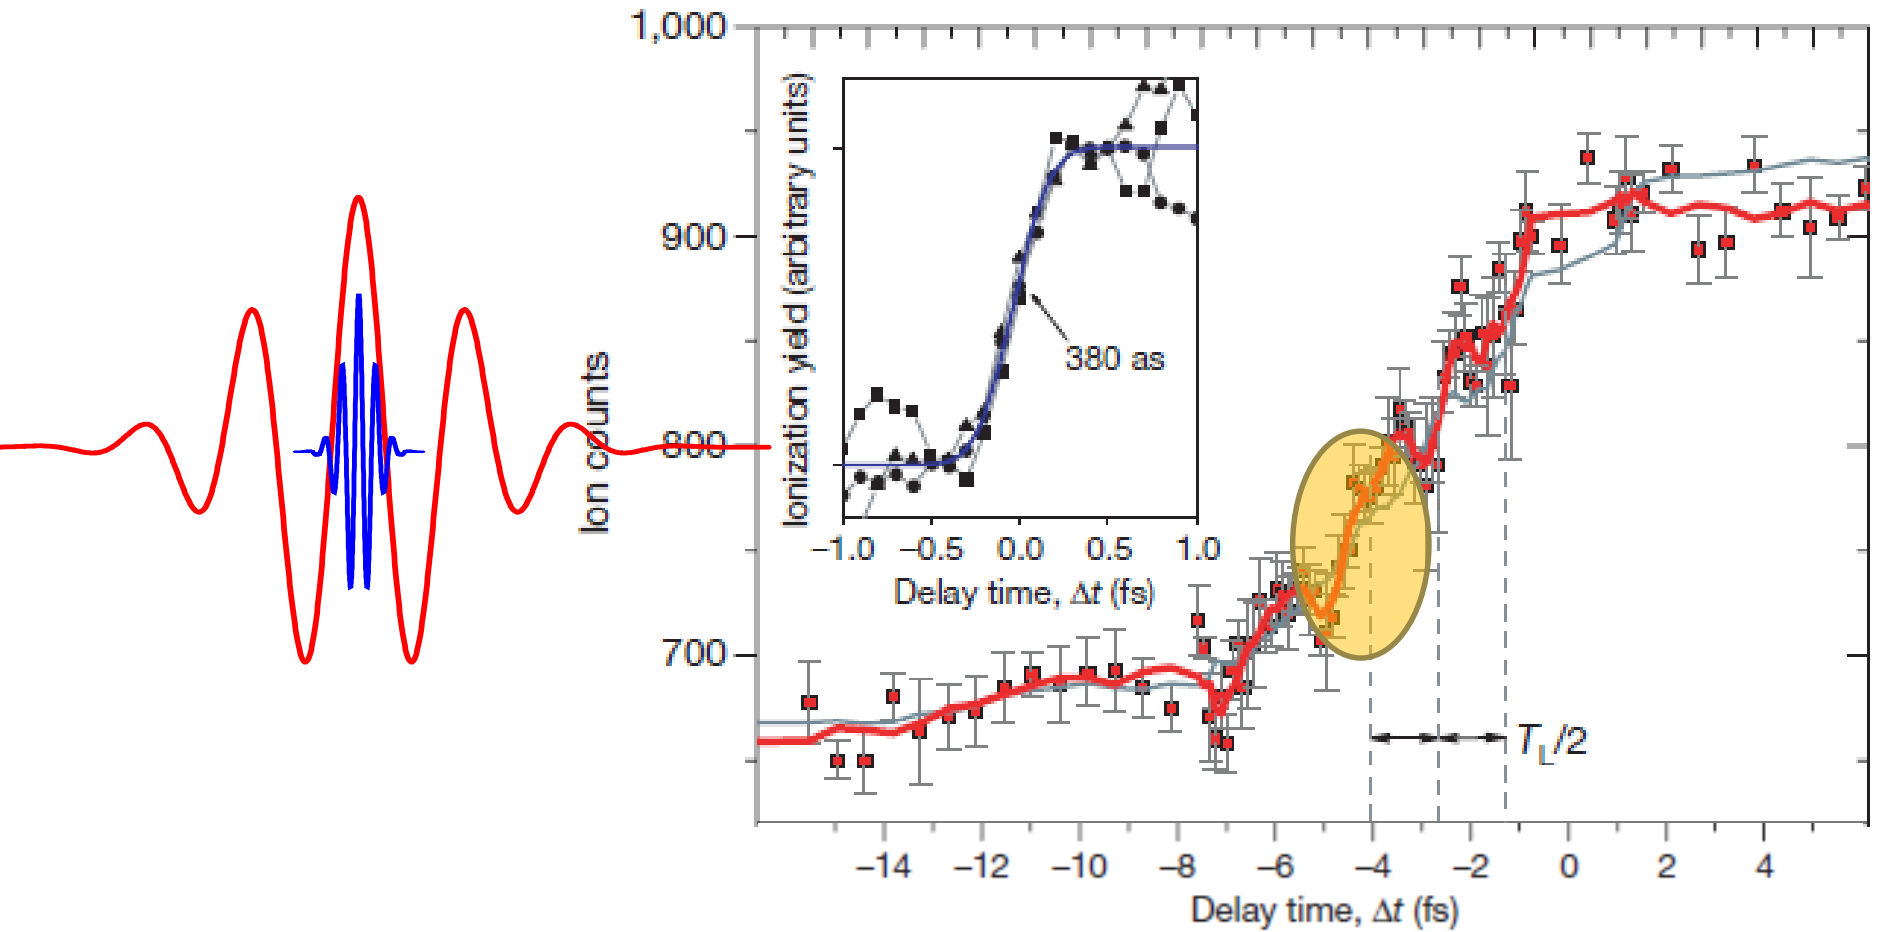 1,000
900
800
700
Ion counts
Ionization yield (arbitrary units)
380 as
−1.0 −0.5 0.0 0.5 1.0
Delay time, Δt (fs)
T_L/2
−14 −12 −10 −8 −6 −4 −2 0 2 4
Delay time, Δt (fs)